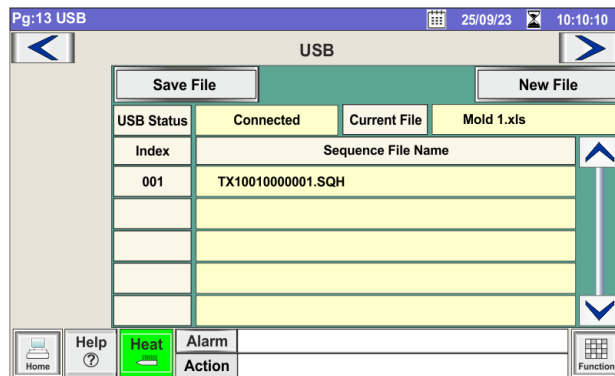 Pg:13 USB 25/09/23 10:10:10
USB
Save File New File
USB Status Connected Current File Mold 1.xls
Index Sequence File Name
001 TX10010000001.SQH
Home Help ? Heat Alarm Function
Action